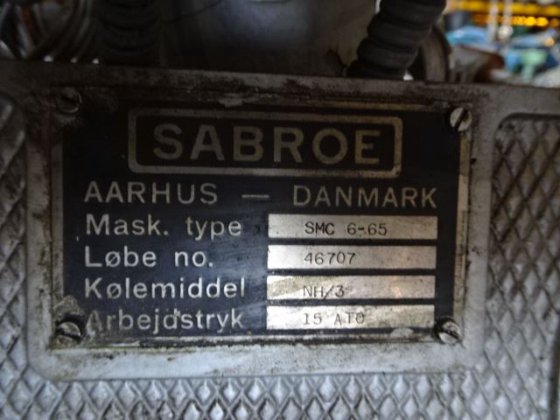 SABROE
AARHUS — DANMARK
Mask. type SMC 6-65
Løbe no. 46707
Kølemiddel NH/3
Arbejdstryk 15 ATO